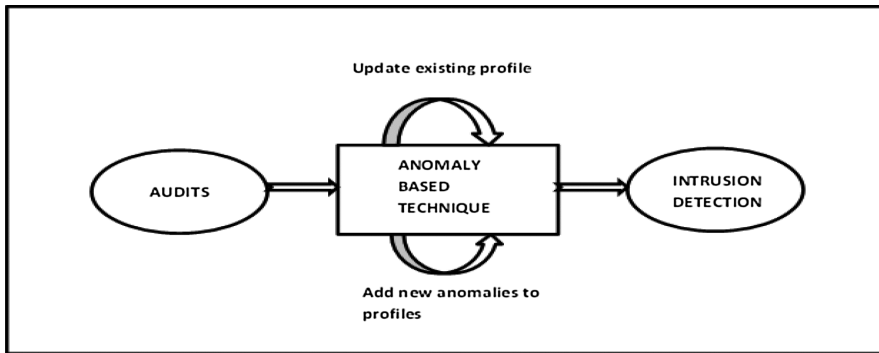 Update existing profile
AUDITS
ANOMALY
BASED
TECHNIQUE
INTRUSION
DETECTION
Add new anomalies to
profiles